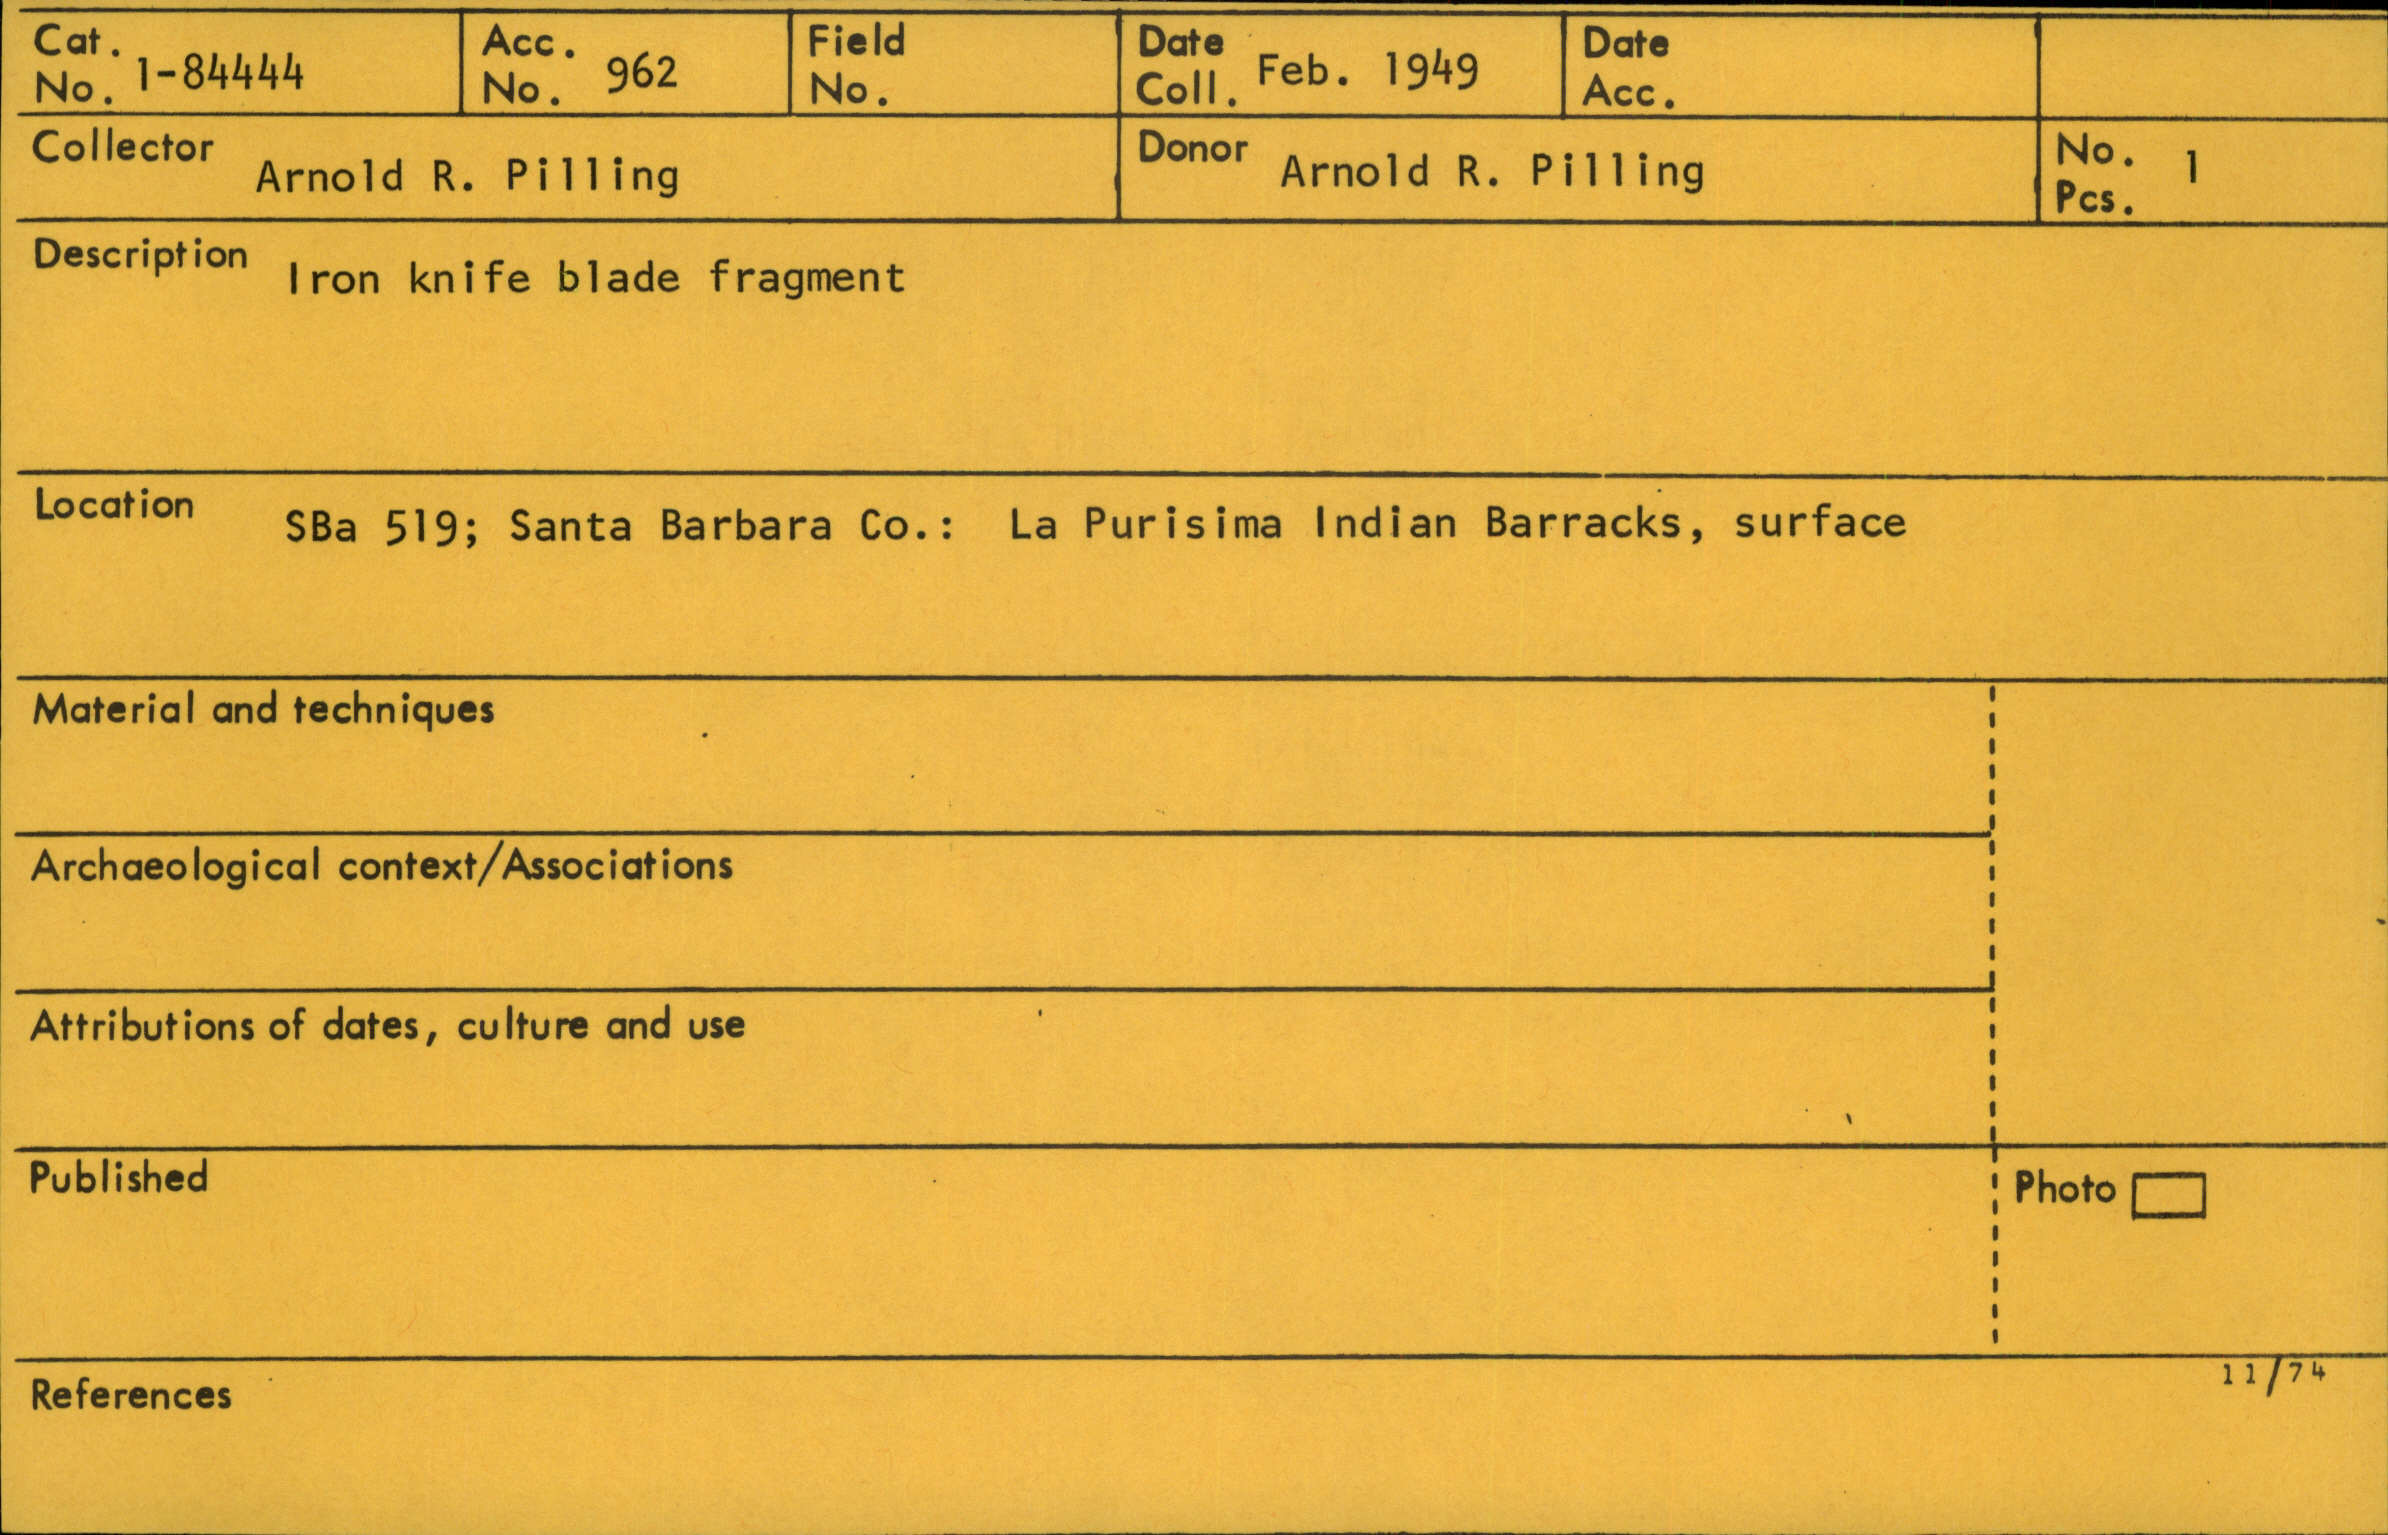 Cat. No. 1-84444
Acc. No. 962
Field No.
Date Coll. Feb. 1949
Date Acc.
Collector Arnold R. Pilling
Donor Arnold R. Pilling
No. Pcs. 1
Description Iron knife blade fragment
Location SBa 519; Santa Barbara Co.: La Purisima Indian Barracks, surface
Material and techniques
Archaeological context/Associations
Attributions of dates, culture and use
Published
Photo
11/74
References